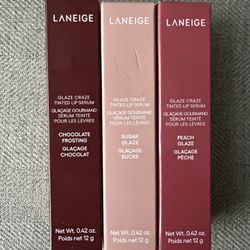 LANEIGE
GLAZE CRAZE
TINTED LIP SERUM
GLAÇAGE GOURMAND
SÉRUM TEINTÉ
POUR LES LÈVRES
CHOCOLATE
FROSTING
GLAÇAGE
CHOCOLAT
Net Wt. 0.42 oz.
Poids net 12 g
LANEIGE
GLAZE CRAZE
TINTED LIP SERUM
GLAÇAGE GOURMAND
SÉRUM TEINTÉ
POUR LES LÈVRES
SUGAR
GLAZE
GLAÇAGE
SUCRE
Net Wt. 0.42 oz.
Poids net 12 g
LANEIGE
GLAZE CRAZE
TINTED LIP SERUM
GLAÇAGE GOURMAND
SÉRUM TEINTÉ
POUR LES LÈVRES
PEACH
GLAZE
GLAÇAGE
PÊCHE
Net Wt. 0.42 oz.
Poids net 12 g